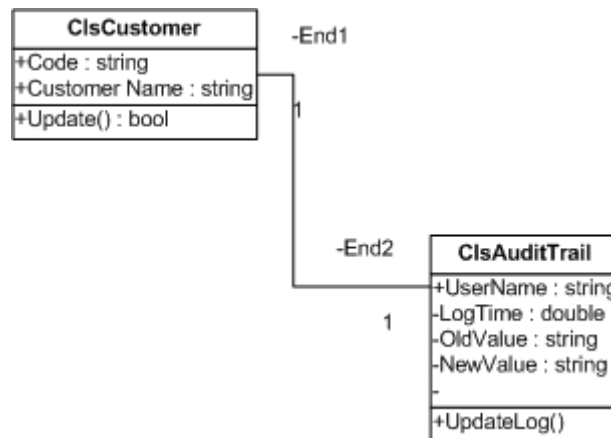 ClsCustomer
-End1
+Code : string
+Customer Name : string
+Update() : bool
1
-End2
ClsAuditTrail
+UserName : string
-LogTime : double
1
-OldValue : string
-NewValue : string
-
+UpdateLog()